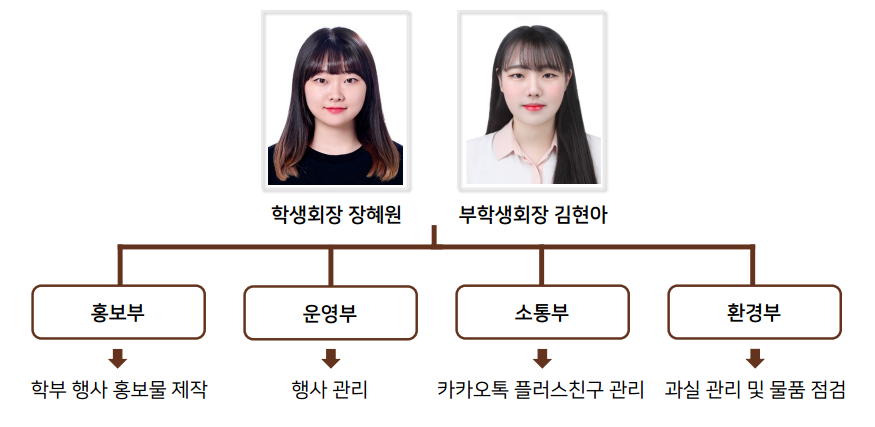 학생회장 장혜원
부학생회장 김현아
홍보부
운영부
소통부
환경부
학부 행사 홍보물 제작
행사 관리
카카오톡 플러스친구 관리
과실 관리 및 물품 점검